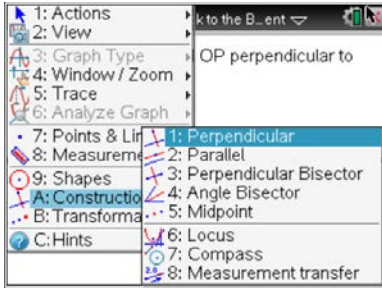 1: Actions
2: View
3: Graph Type
4: Window / Zoom
5: Trace
6: Analyze Graph
7: Points & Lin
8: Measureme
9: Shapes
A: Constructio
B: Transforma
C: Hints
k to the B...ent
OP perpendicular to
1: Perpendicular
2: Parallel
3: Perpendicular Bisector
4: Angle Bisector
5: Midpoint
6: Locus
7: Compass
8: Measurement transfer